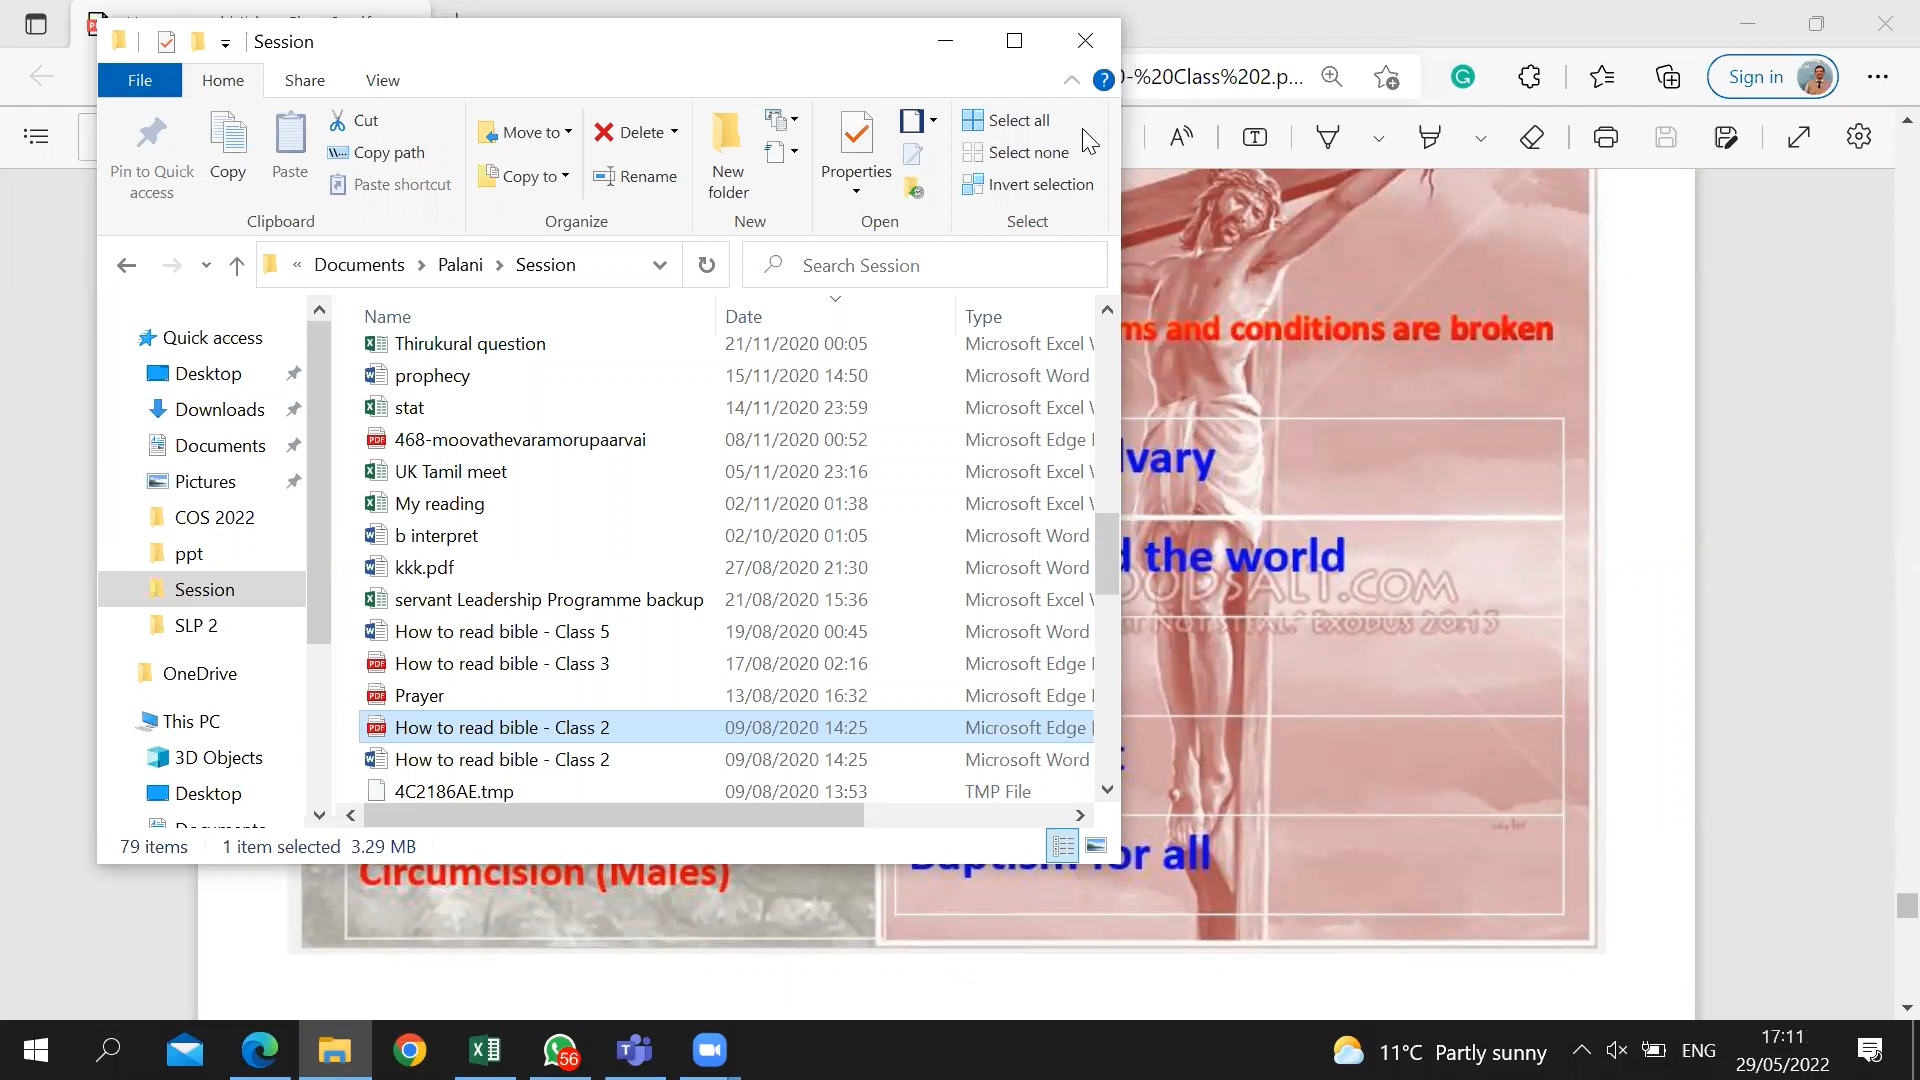 Session
File Home Share View
-%20Class%202.p...
Sign in
Pin to Quick access
Copy
Paste
Cut
Copy path
Paste shortcut
Clipboard
Move to
Copy to
Delete
Rename
Organize
New folder
New
Properties
Open
Select all
Select none
Invert selection
Select
« Documents > Palani > Session
Search Session
Name Date Type
Thirukural question 21/11/2020 00:05 Microsoft Excel
prophecy 15/11/2020 14:50 Microsoft Word
stat 14/11/2020 23:59 Microsoft Excel
468-moovathevaramorupaarvai 08/11/2020 00:52 Microsoft Edge
UK Tamil meet 05/11/2020 23:16 Microsoft Excel
My reading 02/11/2020 01:38 Microsoft Excel
b interpret 02/10/2020 01:05 Microsoft Word
kkk.pdf 27/08/2020 21:30 Microsoft Word
servant Leadership Programme backup 21/08/2020 15:36 Microsoft Excel
How to read bible - Class 5 19/08/2020 00:45 Microsoft Word
How to read bible - Class 3 17/08/2020 02:16 Microsoft Edge
Prayer 13/08/2020 16:32 Microsoft Edge
How to read bible - Class 2 09/08/2020 14:25 Microsoft Edge
How to read bible - Class 2 09/08/2020 14:25 Microsoft Word
4C2186AE.tmp 09/08/2020 13:53 TMP File
Quick access
Desktop
Downloads
Documents
Pictures
COS 2022
ppt
Session
SLP 2
OneDrive
This PC
3D Objects
Desktop
79 items 1 item selected 3.29 MB
and conditions are broken
the world
EXODUS 20:15
Circumcision (Males)
Baptism for all
56
11°C Partly sunny
ENG
17:11
29/05/2022